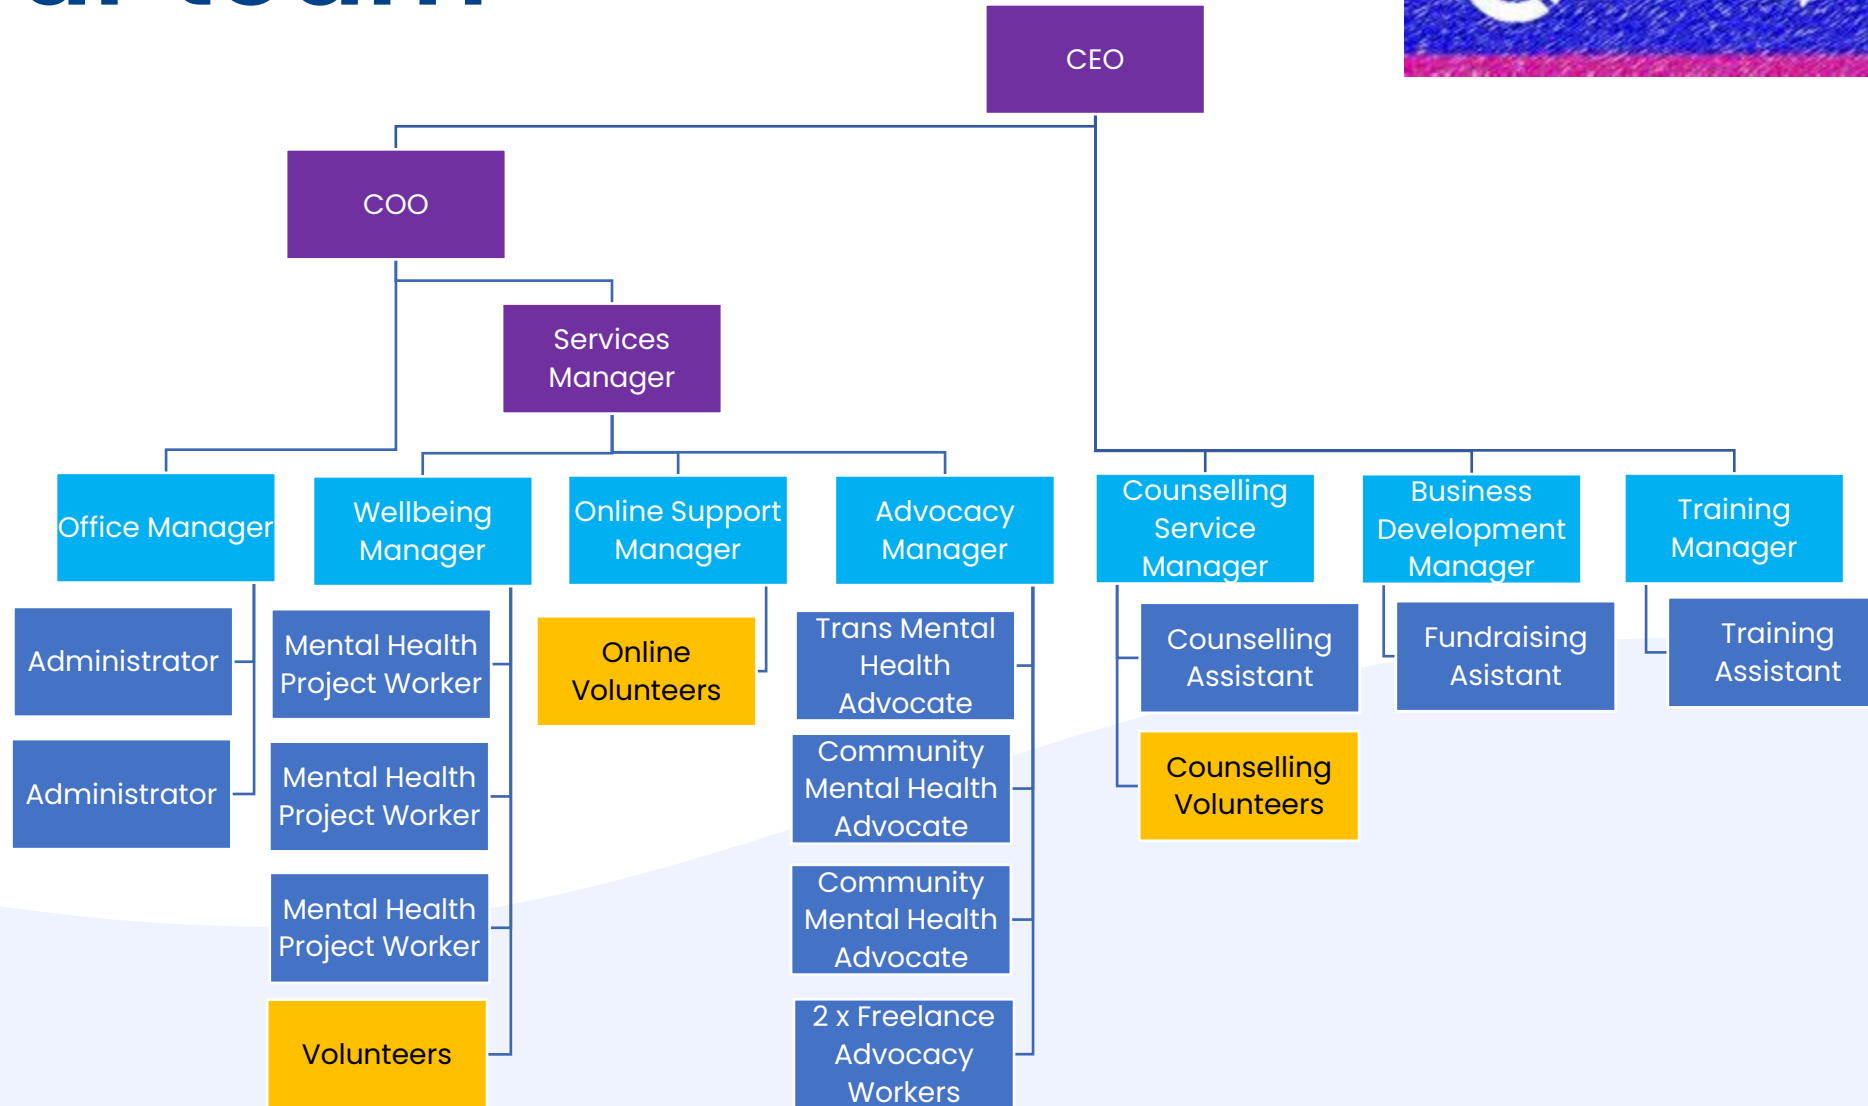 team
CEO
COO
Services
Manager
Office Manager
Wellbeing
Manager
Online Support
Manager
Advocacy
Manager
Counselling
Service
Manager
Business
Development
Manager
Training
Manager
Administrator
Administrator
Mental Health
Project Worker
Mental Health
Project Worker
Mental Health
Project Worker
Volunteers
Online
Volunteers
Trans Mental
Health
Advocate
Community
Mental Health
Advocate
Community
Mental Health
Advocate
2 x Freelance
Advocacy
Workers
Counselling
Assistant
Counselling
Volunteers
Fundraising
Asistant
Training
Assistant